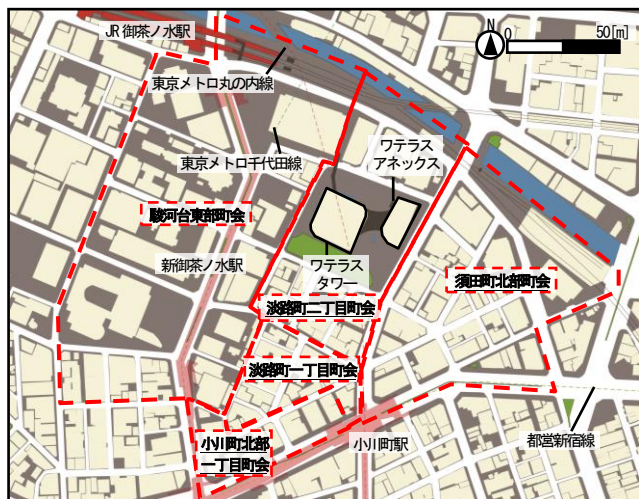 JR御茶ノ水駅
N
0
50[m]
東京メトロ丸の内線
ワテラス
アネックス
東京メトロ千代田線
駿河台東部町会
新御茶ノ水駅
ワテラス
タワー
須田町北部町会
淡路町二丁目町会
淡路町一丁目町会
小川町北部
一丁目町会
小川町駅
都営新宿線